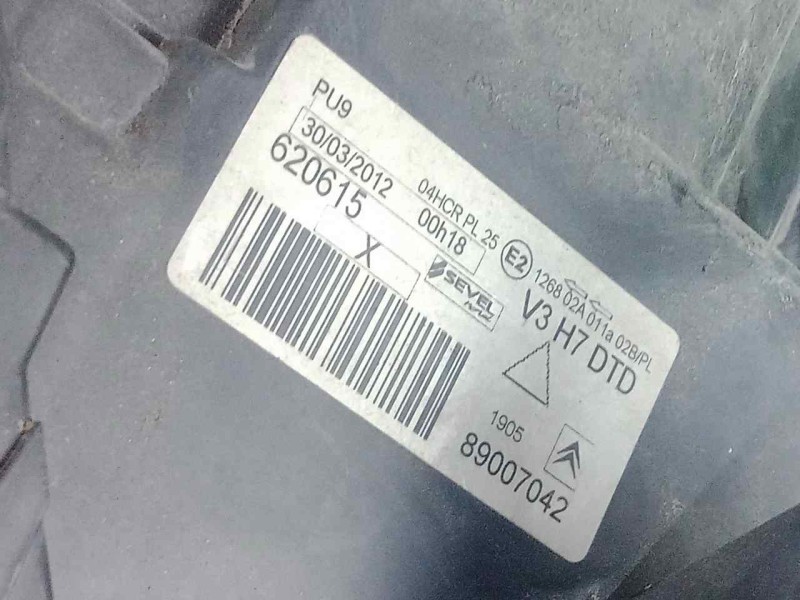 PU9
04HCR PL 25 E2 1268 02A 011a 02B/PL
30/03/2012 00h18
620615
X
SEVEL
V3 H7 DTD
1905
89007042